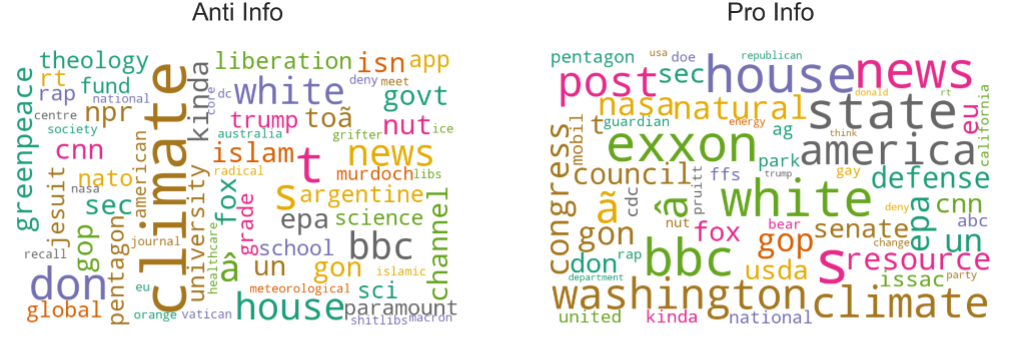 Anti Info
theology
liberation
isn
app
greenpeace
rt
fund
rap
national
climate
kinda
core
dc
white
deny
meet
govt
centre
npr
society
trump
toã
nut
ice
australia
grifter
cnn
american
islam
t
news
radical
murdoch
libs
jesuit
nasa
nato
sec
university
fox
grade
s
argentine
epa
science
channel
gop
pentagon
journal
school
bbc
recall
â
healthcare
un
gon
islamic
don
eu
meteorological
sci
global
orange
vatican
house
paramount
shitlibs
macron
Pro Info
pentagon
usa
doe
republican
post
sec
house
news
nasa
natural
donald
rt
state
eu
california
mobil
t
guardian
energy
ag
think
exxon
america
congress
park
council
ffs
trump
gay
defense
ã
cdc
â
pruitt
white
deny
cnn
nut
bear
epa
abc
gon
fox
gop
senate
change
un
don
rap
bbc
usda
s
resource
department
issac
party
washington
climate
united
kinda
national